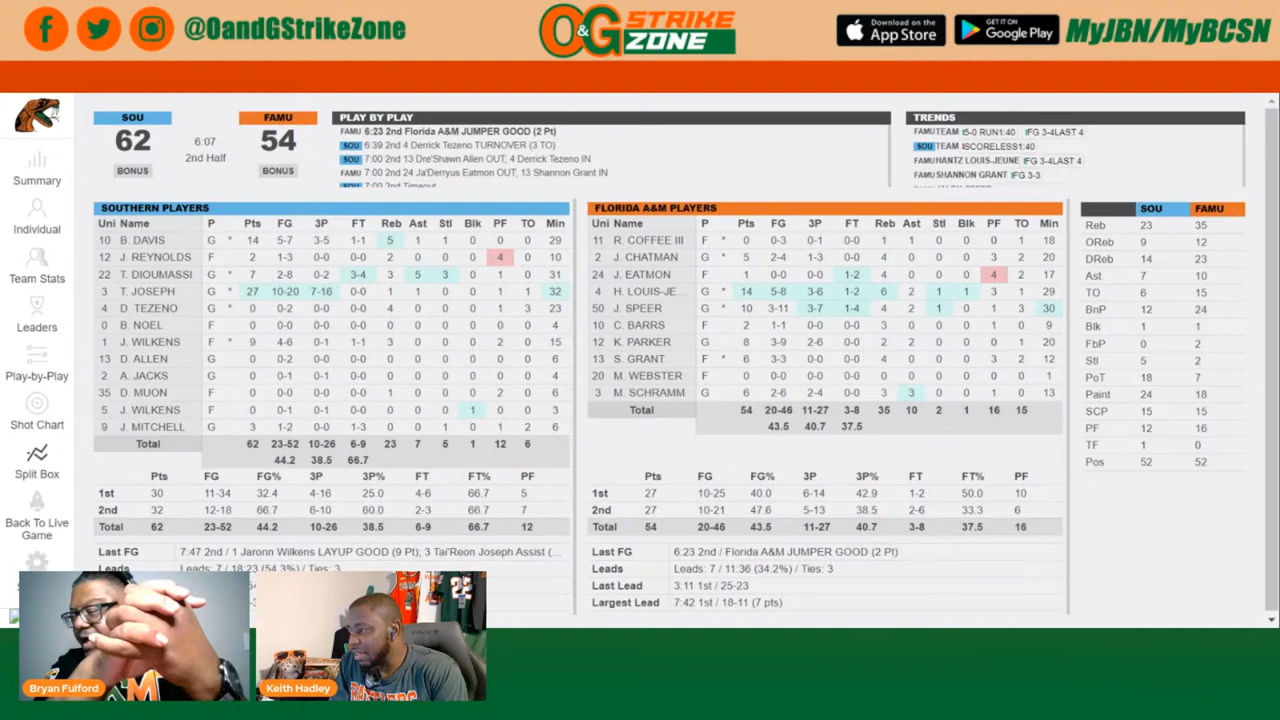 @OandGStrikeZone
O&G STRIKE ZONE
Download on the App Store
GET IT ON Google Play
MyJBN/MyBCSN
SOU FAMU
62 6:07 2nd Half 54
BONUS BONUS
PLAY BY PLAY
FAMU 6:23 2nd Florida A&M JUMPER GOOD (2 Pt)
SOU 6:39 2nd 4 Derrick Tezeno TURNOVER (3 TO)
SOU 7:00 2nd 13 Dre'Shawn Allen OUT; 4 Derrick Tezeno IN
FAMU 7:00 2nd 24 Ja'Derryus Eatmon OUT; 13 Shannon Grant IN
SOU 7:00 2nd Timeout
TRENDS
FAMU TEAM 15-0 RUN 1:40 FG 3-4 LAST 4
SOU TEAM SCORELESS 1:40
FAMU HANTZ LOUIS-JEUNE FG 3-4 LAST 4
FAMU SHANNON GRANT FG 3-3
Summary
Individual
Team Stats
Leaders
Play-by-Play
Shot Chart
Split Box
Back To Live Game
SOUTHERN PLAYERS
Uni Name P Pts FG 3P FT Reb Ast Stl Blk PF TO Min
10 B. DAVIS G * 14 5-7 3-5 1-1 5 1 1 0 0 0 29
12 J. REYNOLDS F 2 1-3 0-0 0-0 2 0 0 0 4 0 10
22 T. DIOUMASSI G * 7 2-8 0-2 3-4 3 5 3 0 1 0 31
3 T. JOSEPH G * 27 10-20 7-16 0-0 1 1 0 1 1 1 32
4 D. TEZENO G * 0 0-2 0-0 0-0 4 0 0 0 1 3 23
0 B. NOEL F 0 0-0 0-0 0-0 0 0 0 0 0 0 4
1 J. WILKENS F * 9 4-6 0-1 1-1 3 0 0 0 2 0 15
13 D. ALLEN G 0 0-2 0-0 0-0 0 0 0 0 0 0 6
2 A. JACKS G 0 0-1 0-1 0-0 0 0 0 0 0 0 4
35 D. MUON F 0 0-0 0-0 0-0 1 0 0 0 2 0 6
5 J. WILKENS F 0 0-1 0-1 0-0 0 0 0 1 0 0 3
9 J. MITCHELL G 3 1-2 0-0 1-3 0 0 1 0 1 2 6
Total 62 23-52 10-26 6-9 23 7 5 1 12 6
44.2 38.5 66.7
Pts FG FG% 3P 3P% FT FT% PF
1st 30 11-34 32.4 4-16 25.0 4-6 66.7 5
2nd 32 12-18 66.7 6-10 60.0 2-3 66.7 7
Total 62 23-52 44.2 10-26 38.5 6-9 66.7 12
Last FG 7:47 2nd / 1 Jaronn Wilkens LAYUP GOOD (9 Pt); 3 Tai'Reon Joseph Assist (...
Leads Leads: 7 / 18:23 (54.3%) / Ties: 3
FLORIDA A&M PLAYERS
Uni Name P Pts FG 3P FT Reb Ast Stl Blk PF TO Min
11 R. COFFEE III F * 0 0-3 0-1 0-0 1 1 0 0 0 1 18
2 J. CHATMAN G * 5 2-4 1-3 0-0 4 0 0 0 3 1 20
24 J. EATMON F 1 0-0 0-0 1-2 3 0 0 0 4 2 17
4 H. LOUIS-JE... G * 14 5-8 3-6 1-2 6 2 1 1 3 1 29
50 J. SPEER G * 10 3-11 3-7 1-4 4 2 1 0 1 3 30
10 C. BARRS F 2 1-1 0-0 0-0 3 0 0 0 0 1 9
12 K. PARKER G 8 3-9 2-6 0-0 2 2 0 0 1 2 20
13 S. GRANT F * 6 3-3 0-0 0-0 4 0 0 0 3 2 12
20 M. WEBSTER F 0 0-0 0-0 0-0 0 0 0 0 0 0 1
3 M. SCHRAMM G 6 2-6 2-4 0-0 0 3 0 0 1 0 13
Total 54 20-46 11-27 3-8 35 10 2 1 16 15
43.5 40.7 37.5
Pts FG FG% 3P 3P% FT FT% PF
1st 27 10-25 40.0 6-14 42.9 1-2 50.0 10
2nd 27 10-21 47.6 5-13 38.5 2-6 33.3 6
Total 54 20-46 43.5 11-27 40.7 3-8 37.5 16
Last FG 6:23 2nd / Florida A&M JUMPER GOOD (2 Pt)
Leads Leads: 7 / 11:36 (34.2%) / Ties: 3
Last Lead 3:11 1st / 25-23
Largest Lead 7:42 1st / 18-11 (7 pts)
SOU FAMU
Reb 23 35
OReb 9 12
DReb 14 23
Ast 7 10
TO 6 15
BnP 12 24
Blk 1 1
FbP 0 2
Stl 5 2
PoT 18 7
Paint 24 18
SCP 15 15
PF 12 16
TF 1 0
Pos 52 52
Bryan Fulford
Keith Hadley